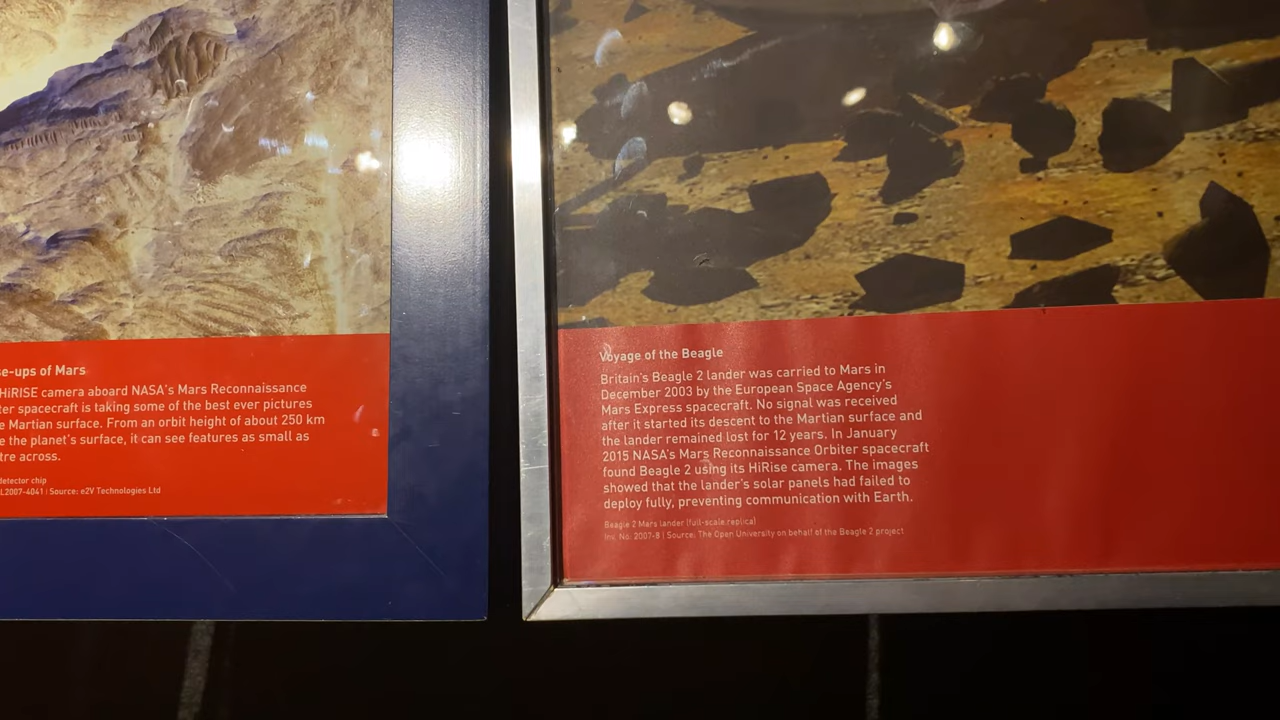 se-ups of Mars
HiRISE camera aboard NASA's Mars Reconnaissance
ter spacecraft is taking some of the best ever pictures
e Martian surface. From an orbit height of about 250 km
e the planet's surface, it can see features as small as
tre across.
detector chip
L2007-4041 | Source: e2V Technologies Ltd
Voyage of the Beagle
Britain's Beagle 2 lander was carried to Mars in
December 2003 by the European Space Agency's
Mars Express spacecraft. No signal was received
after it started its descent to the Martian surface and
the lander remained lost for 12 years. In January
2015 NASA's Mars Reconnaissance Orbiter spacecraft
found Beagle 2 using its HiRise camera. The images
showed that the lander's solar panels had failed to
deploy fully, preventing communication with Earth.
Beagle 2 Mars lander (full-scale replica)
Inv. No. 2007-8 | Source: The Open University on behalf of the Beagle 2 project